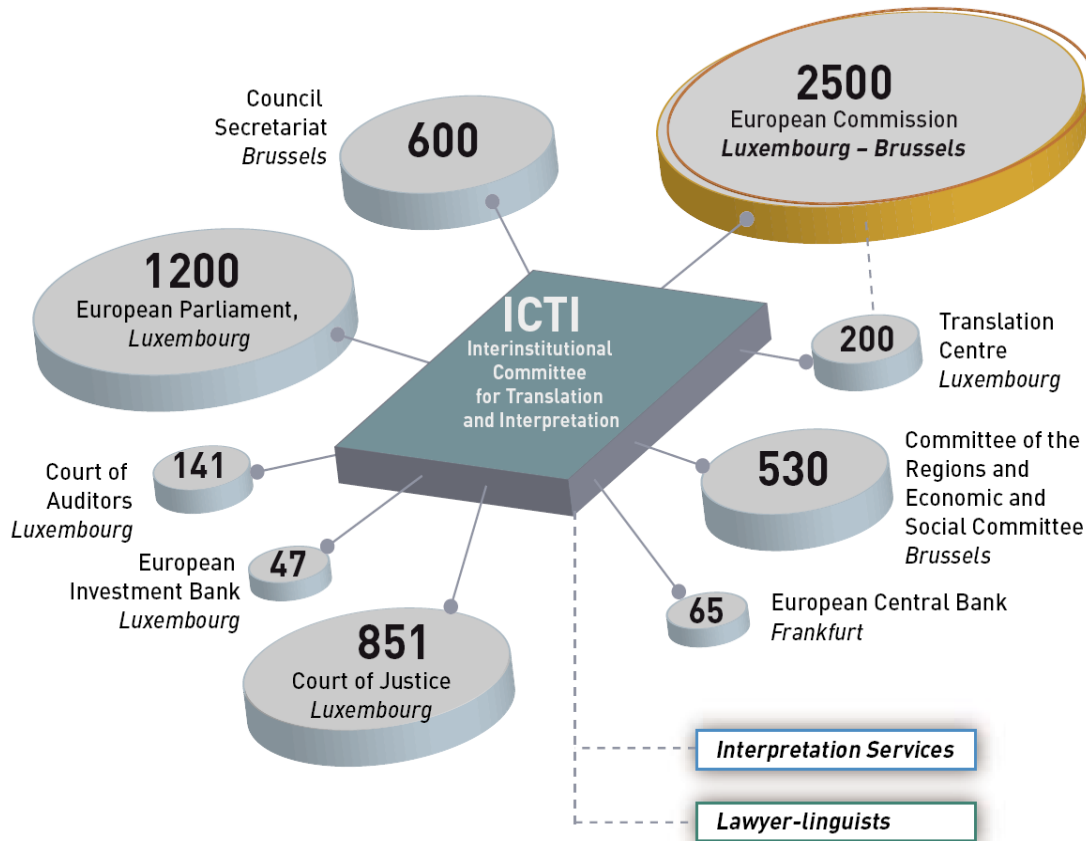 2500
European Commission
Luxembourg – Brussels
Council
Secretariat
Brussels
600
1200
European Parliament,
Luxembourg
ICTI
Interinstitutional
Committee
for Translation
and Interpretation
200
Translation
Centre
Luxembourg
141
Court of
Auditors
Luxembourg
530
Committee of the
Regions and
Economic and
Social Committee
Brussels
47
European
Investment Bank
Luxembourg
65
European Central Bank
Frankfurt
851
Court of Justice
Luxembourg
Interpretation Services
Lawyer-linguists